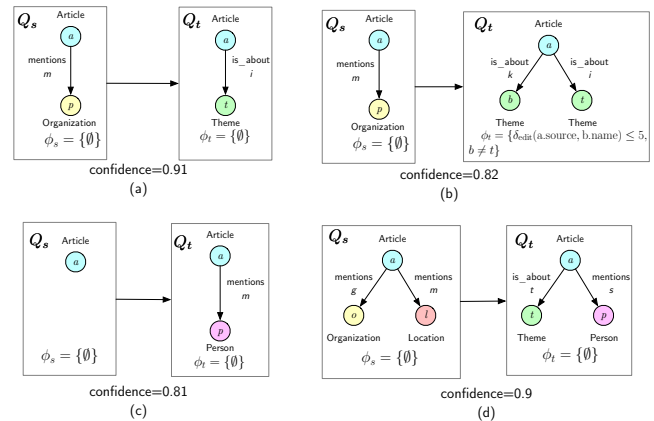 Q_s
Article
a
mentions
m
p
Organization
ϕ_s = {∅}
Q_t
Article
a
is_about
i
t
Theme
ϕ_t = {∅}
confidence=0.91
(a)
Q_s
Article
a
mentions
m
p
Organization
ϕ_s = {∅}
Q_t
Article
a
is_about
k
is_about
i
b
t
Theme
Theme
ϕ_t = {δ_edit(a.source, b.name) ≤ 5,
b ≠ t}
confidence=0.82
(b)
Q_s
Article
a
ϕ_s = {∅}
Q_t
Article
a
mentions
m
p
Person
ϕ_t = {∅}
confidence=0.81
(c)
Q_s
Article
a
mentions
g
mentions
m
o
l
Organization
Location
ϕ_s = {∅}
Q_t
Article
a
is_about
t
mentions
s
t
p
Theme
Person
ϕ_t = {∅}
confidence=0.9
(d)